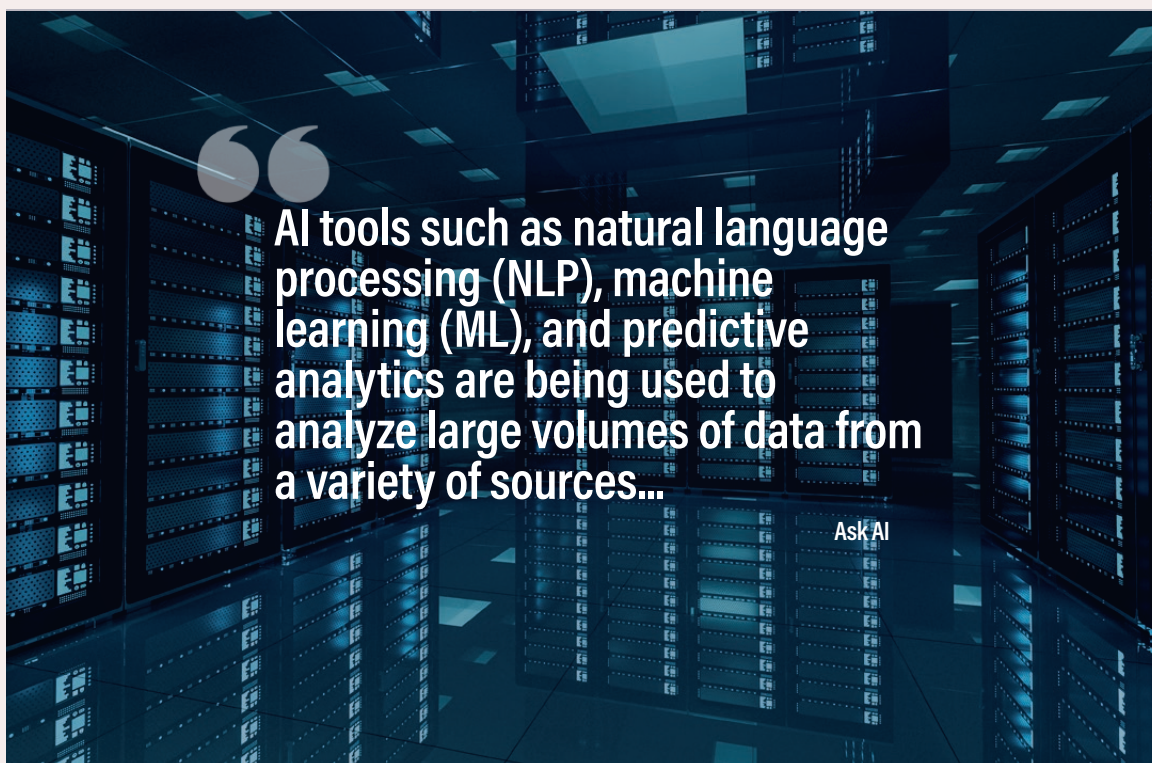 “
AI tools such as natural language
processing (NLP), machine
learning (ML), and predictive
analytics are being used to
analyze large volumes of data from
a variety of sources...
Ask AI